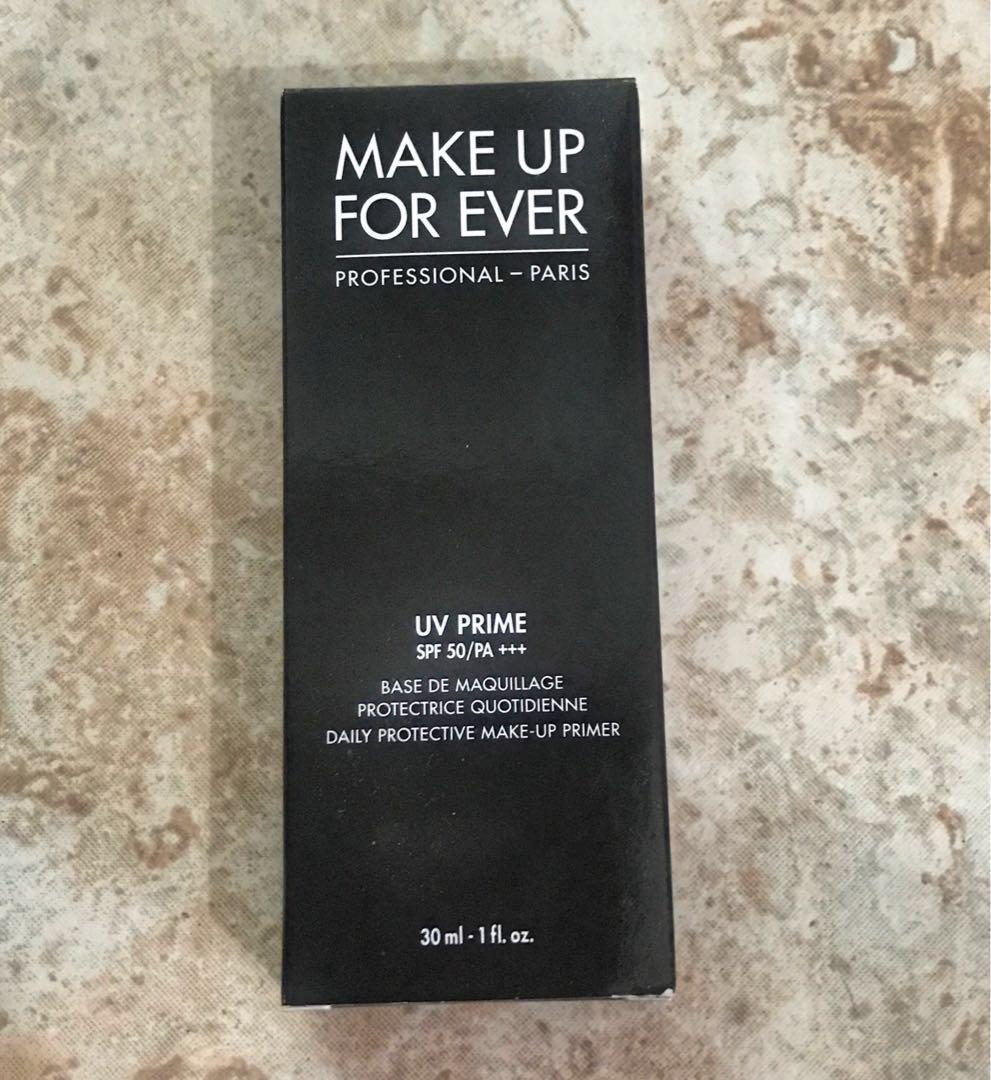 MAKE UP
FOR EVER
PROFESSIONAL – PARIS
UV PRIME
SPF 50/PA +++
BASE DE MAQUILLAGE
PROTECTRICE QUOTIDIENNE
DAILY PROTECTIVE MAKE-UP PRIMER
30 ml - 1 fl. oz.